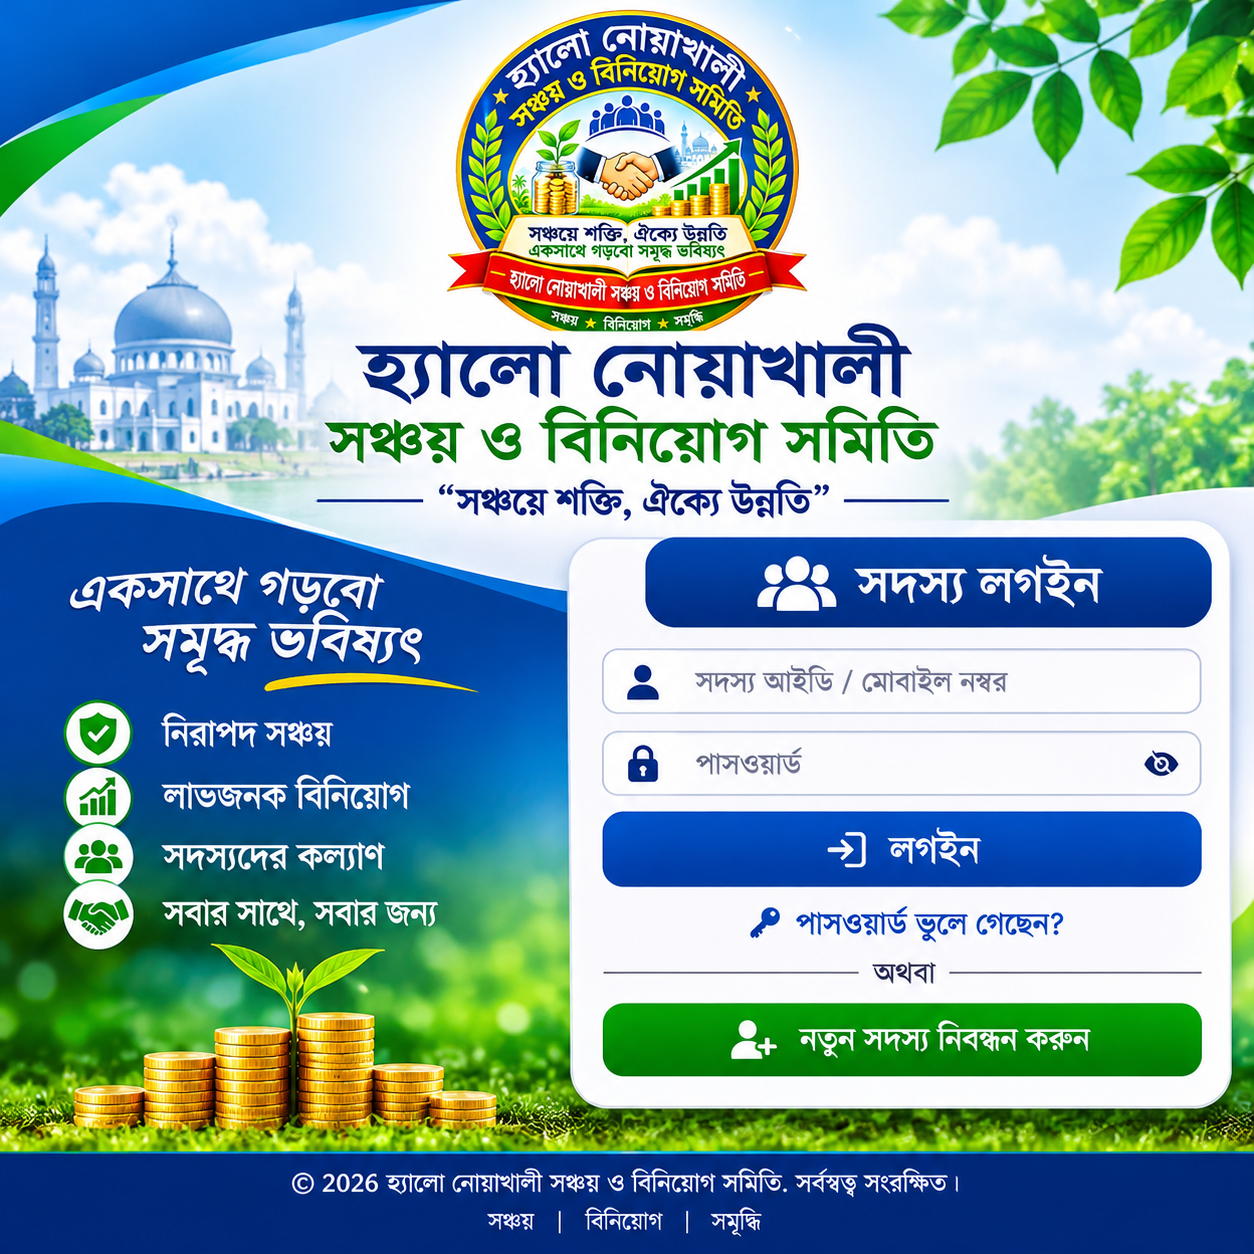 হ্যালো নোয়াখালী
সঞ্চয় ও বিনিয়োগ সমিতি
সঞ্চয়ে শক্তি, ঐক্যে উন্নতি
একসাথে গড়বো সমৃদ্ধ ভবিষ্যৎ
হ্যালো নোয়াখালী সঞ্চয় ও বিনিয়োগ সমিতি
সঞ্চয় ★ বিনিয়োগ ★ সমৃদ্ধি
হ্যালো নোয়াখালী
সঞ্চয় ও বিনিয়োগ সমিতি
“সঞ্চয়ে শক্তি, ঐক্যে উন্নতি”
একসাথে গড়বো
সমৃদ্ধ ভবিষ্যৎ
নিরাপদ সঞ্চয়
লাভজনক বিনিয়োগ
সদস্যদের কল্যাণ
সবার সাথে, সবার জন্য
সদস্য লগইন
সদস্য আইডি / মোবাইল নম্বর
পাসওয়ার্ড
লগইন
পাসওয়ার্ড ভুলে গেছেন?
অথবা
নতুন সদস্য নিবন্ধন করুন
© 2026 হ্যালো নোয়াখালী সঞ্চয় ও বিনিয়োগ সমিতি. সর্বস্বত্ব সংরক্ষিত।
সঞ্চয় | বিনিয়োগ | সমৃদ্ধি